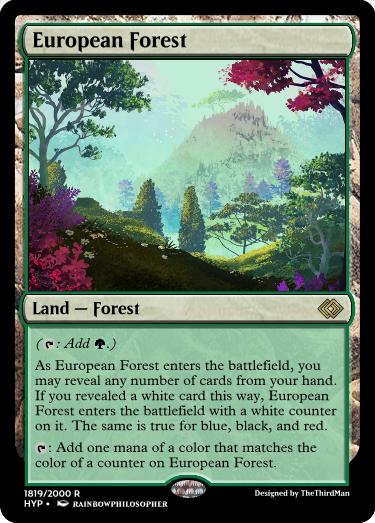 European Forest
Land — Forest
(: Add .)
As European Forest enters the battlefield, you
may reveal any number of cards from your hand.
If you revealed a white card this way, European
Forest enters the battlefield with a white counter
on it. The same is true for blue, black, and red.
: Add one mana of a color that matches the
color of a counter on European Forest.
1819/2000 R
HYP • RAINBOWPHILOSOPHER
Designed by TheThirdMan